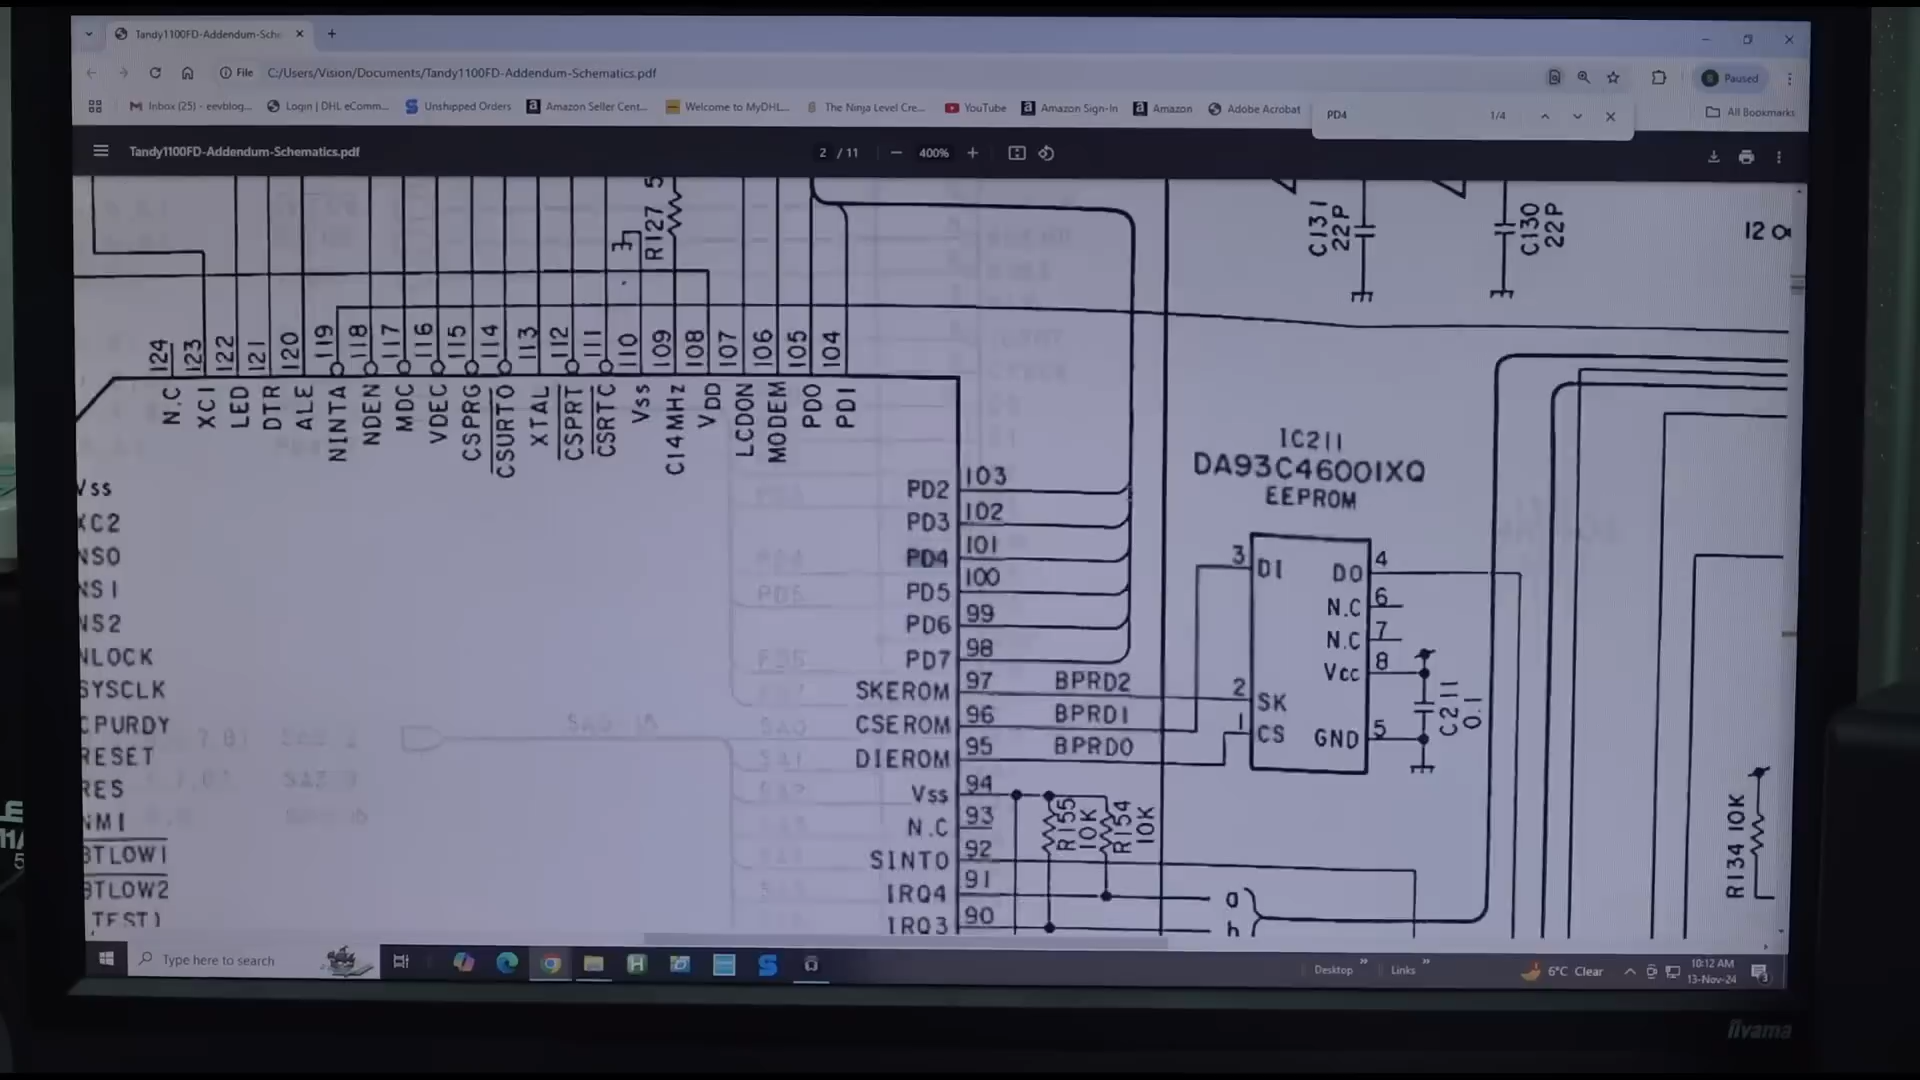 Tandy1100FD-Addendum-Sche
File C:/Users/Vision/Documents/Tandy1100FD-Addendum-Schematics.pdf
Paused
Inbox (25) - eevblog... Login | DHL eComm... Unshipped Orders Amazon Seller Cent... Welcome to MyDHL... The Ninja Level Cre... YouTube Amazon Sign-In Amazon Adobe Acrobat
PD4 1/4
All Bookmarks
Tandy1100FD-Addendum-Schematics.pdf
2 / 11
400%
R127 5
C131
22P
C130
22P
12
124 123 122 121 120 119 118 117 116 115 114 113 112 111 110 109 108 107 106 105 104
N.C XCI LED DTR ALE NINTA NDEN MDC VDEC CSPRG CSURTO XTAL CSPRT CSRTC Vss C14MHz VDD LCDON MODEM PD0 PD1
IC211
DA93C46001XQ
EEPROM
Vss
XC2
NS0
NS1
NS2
NLOCK
SYSCLK
CPURDY
RESET
RES
NMI
BTLOW1
BTLOW2
TEST1
PD2 103
PD3 102
PD4 101
PD5 100
PD6 99
PD7 98
SKEROM 97 BPRD2
CSEROM 96 BPRD1
DIEROM 95 BPRD0
Vss 94
N.C 93
SINTO 92
IRQ4 91
IRQ3 90
R155
10K
R154
10K
a
3 DI
2 SK
1 CS
DO 4
N.C 6
N.C 7
Vcc 8
GND 5
C211
0.1
R134 10K
Type here to search
Desktop
Links
6°C Clear
10:12 AM
13-Nov-24
iiyama